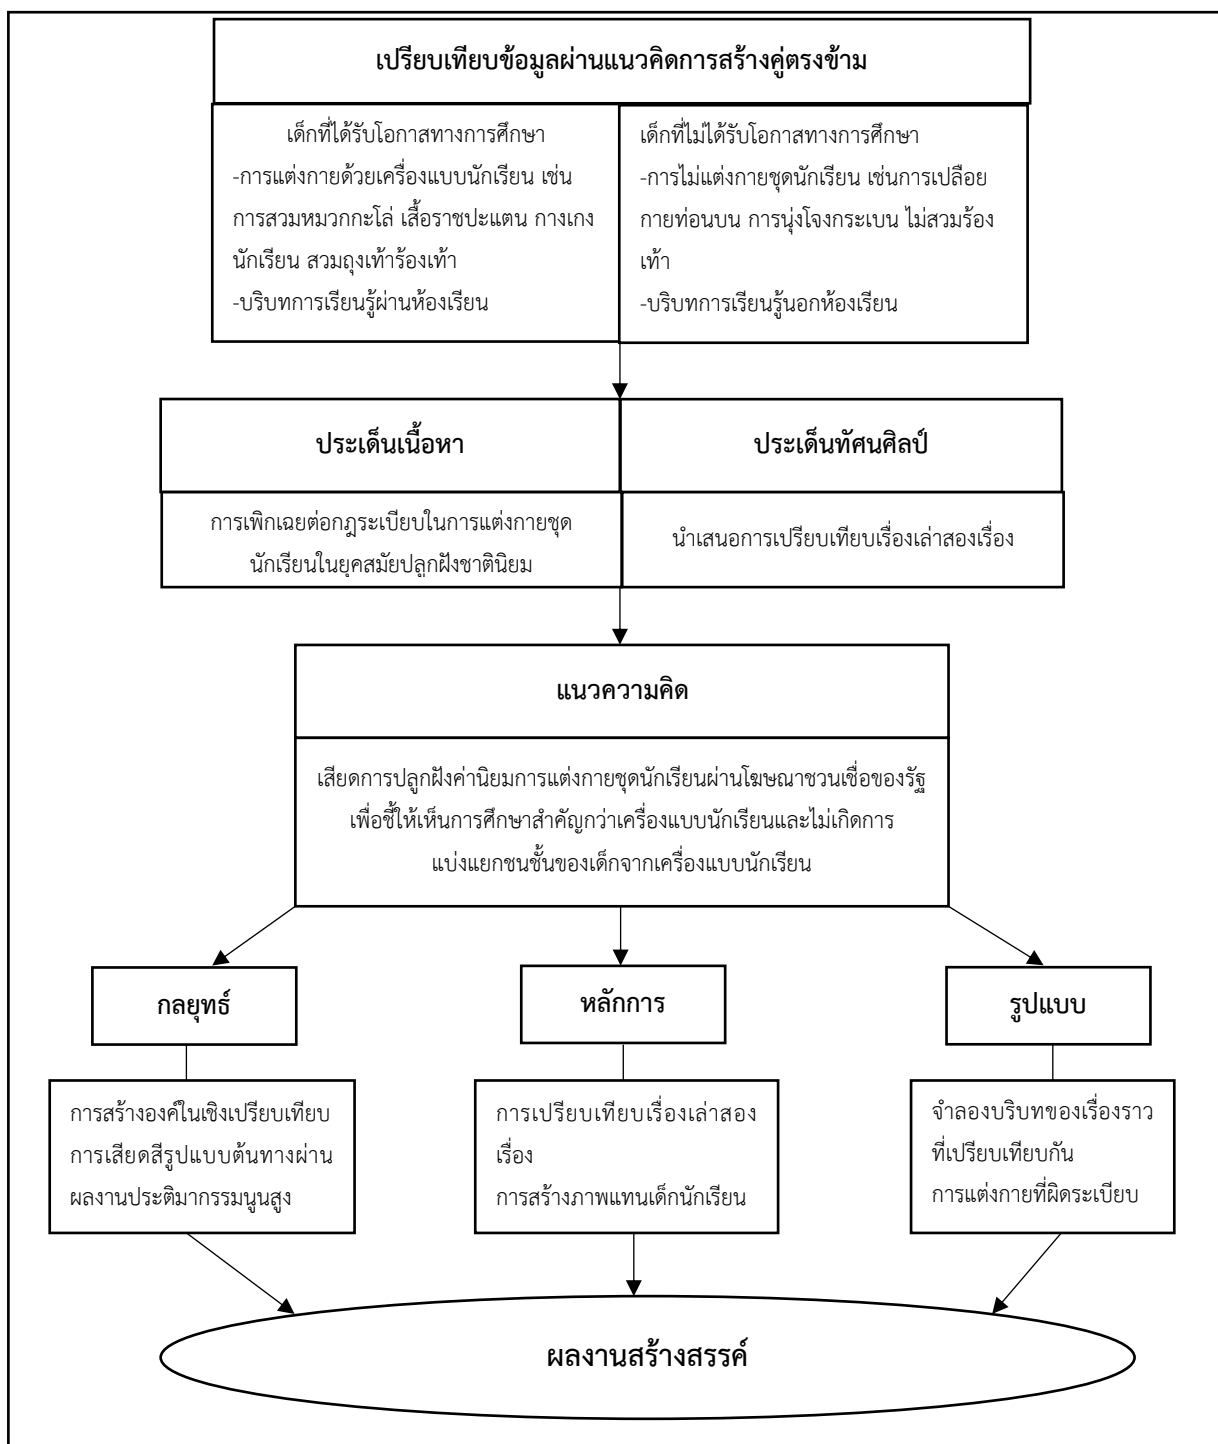 เปรียบเทียบข้อมูลผ่านแนวคิดการสร้างคู่ตรงข้าม
เด็กที่ได้รับโอกาสทางการศึกษา
-การแต่งกายด้วยเครื่องแบบนักเรียน เช่น
การสวมหมวกกะโล่ เสื้อราชปะแตน กางเกง
นักเรียน สวมถุงเท้าร้องเท้า
-บริบทการเรียนรู้ผ่านห้องเรียน
เด็กที่ไม่ได้รับโอกาสทางการศึกษา
-การไม่แต่งกายชุดนักเรียน เช่นการเปลือย
กายท่อนบน การนุ่งโจงกระเบน ไม่สวมร้อง
เท้า
-บริบทการเรียนรู้นอกห้องเรียน
ประเด็นเนื้อหา
การเพิกเฉยต่อกฎระเบียบในการแต่งกายชุด
นักเรียนในยุคสมัยปลูกฝังชาตินิยม
ประเด็นทัศนศิลป์
นำเสนอการเปรียบเทียบเรื่องเล่าสองเรื่อง
แนวความคิด
เสียดการปลูกฝังค่านิยมการแต่งกายชุดนักเรียนผ่านโฆษณาชวนเชื่อของรัฐ
เพื่อชี้ให้เห็นการศึกษาสำคัญกว่าเครื่องแบบนักเรียนและไม่เกิดการ
แบ่งแยกชนชั้นของเด็กจากเครื่องแบบนักเรียน
กลยุทธ์
การสร้างองค์ในเชิงเปรียบเทียบ
การเสียดสีรูปแบบต้นทางผ่าน
ผลงานประติมากรรมนูนสูง
หลักการ
การเปรียบเทียบเรื่องเล่าสอง
เรื่อง
การสร้างภาพแทนเด็กนักเรียน
รูปแบบ
จำลองบริบทของเรื่องราว
ที่เปรียบเทียบกัน
การแต่งกายที่ผิดระเบียบ
ผลงานสร้างสรรค์